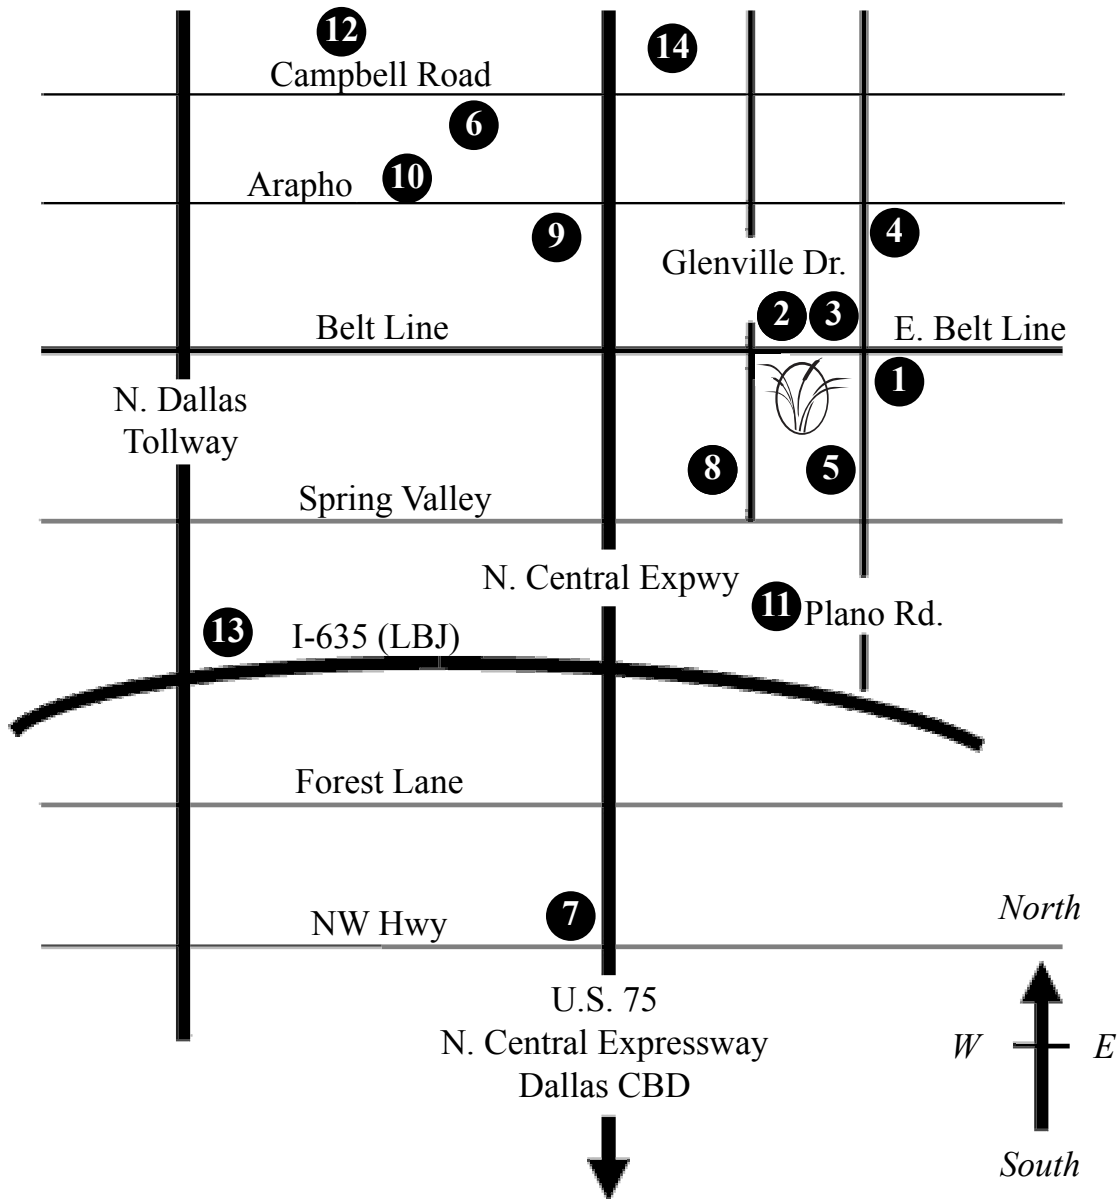 12
14
Campbell Road
6
Arapho
10
9
4
Glenville Dr.
2
3
Belt Line
E. Belt Line
1
N. Dallas
Tollway
8
5
Spring Valley
N. Central Expwy
11
Plano Rd.
13
I-635 (LBJ)
Forest Lane
7
NW Hwy
North
U.S. 75
N. Central Expressway
Dallas CBD
W
E
South